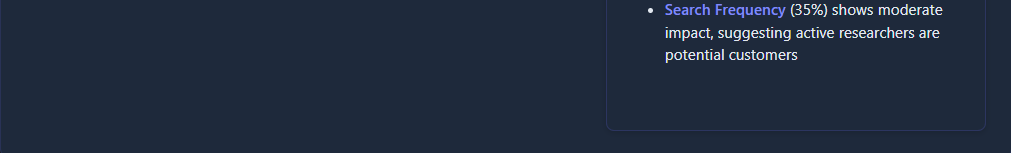 • Search Frequency (35%) shows moderate
impact, suggesting active researchers are
potential customers